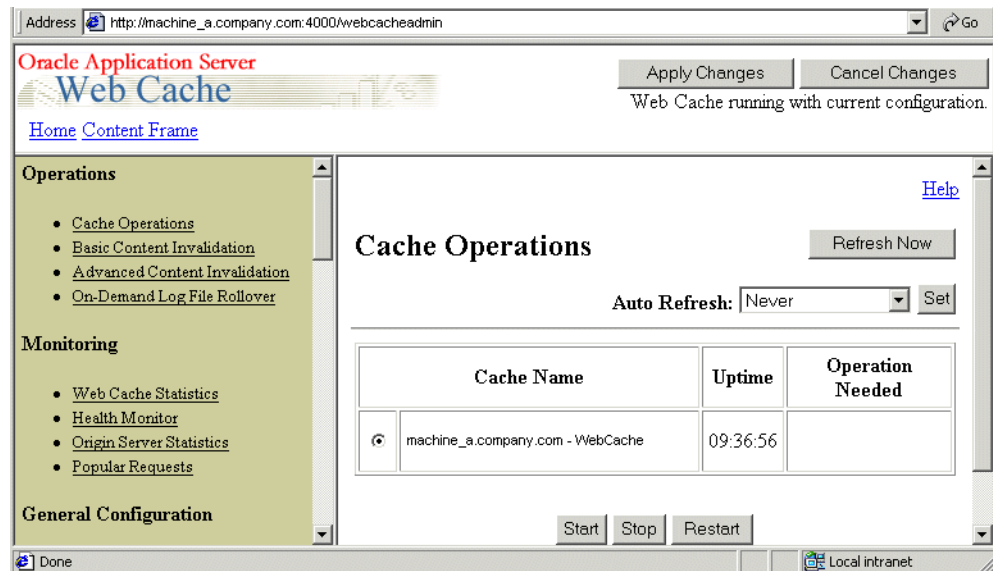 Address http://machine_a.company.com:4000/webcacheadmin Go
Oracle Application Server
Web Cache
Apply Changes Cancel Changes
Web Cache running with current configuration.
Home Content Frame
Operations
Cache Operations
Basic Content Invalidation
Advanced Content Invalidation
On-Demand Log File Rollover
Monitoring
Web Cache Statistics
Health Monitor
Origin Server Statistics
Popular Requests
General Configuration
Help
Cache Operations Refresh Now
Auto Refresh: Never Set
Cache Name Uptime Operation Needed
machine_a.company.com - WebCache 09:36:56
Start Stop Restart
Done Local intranet